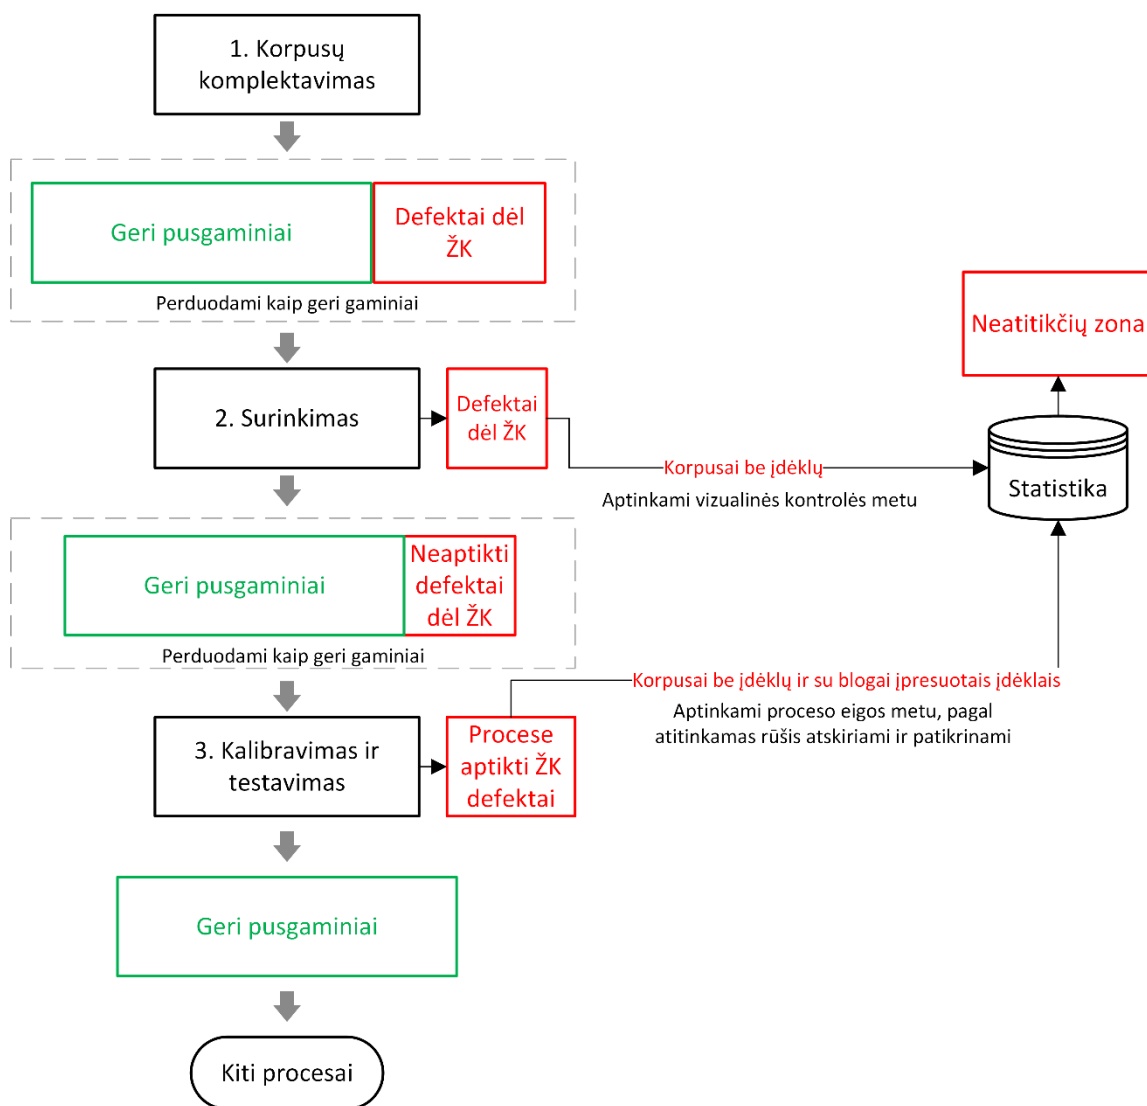 1. Korpusų
komplektavimas
Geri pusgaminiai
Defektai dėl
ŽK
Perduodami kaip geri gaminiai
Neatitikčių zona
2. Surinkimas
Defektai
dėl ŽK
Korpusai be įdėklų
Aptinkami vizualinės kontrolės metu
Statistika
Geri pusgaminiai
Neaptikti
defektai
dėl ŽK
Perduodami kaip geri gaminiai
Korpusai be įdėklų ir su blogai įpresuotais įdėklais
Aptinkami proceso eigos metu, pagal
atitinkamas rūšis atskiriami ir patikrinami
3. Kalibravimas ir
testavimas
Procese
aptikti ŽK
defektai
Geri pusgaminiai
Kiti procesai